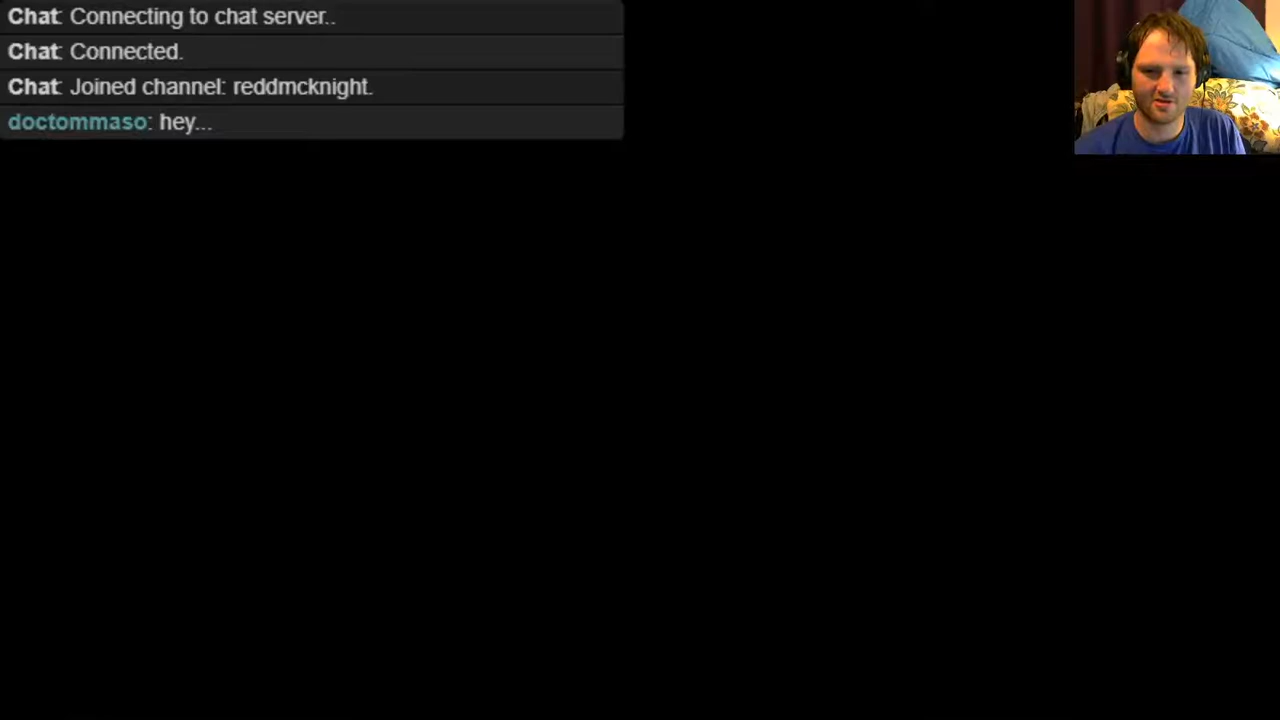 Chat: Connecting to chat server..
Chat: Connected.
Chat: Joined channel: reddmcknight.
doctommaso: hey...